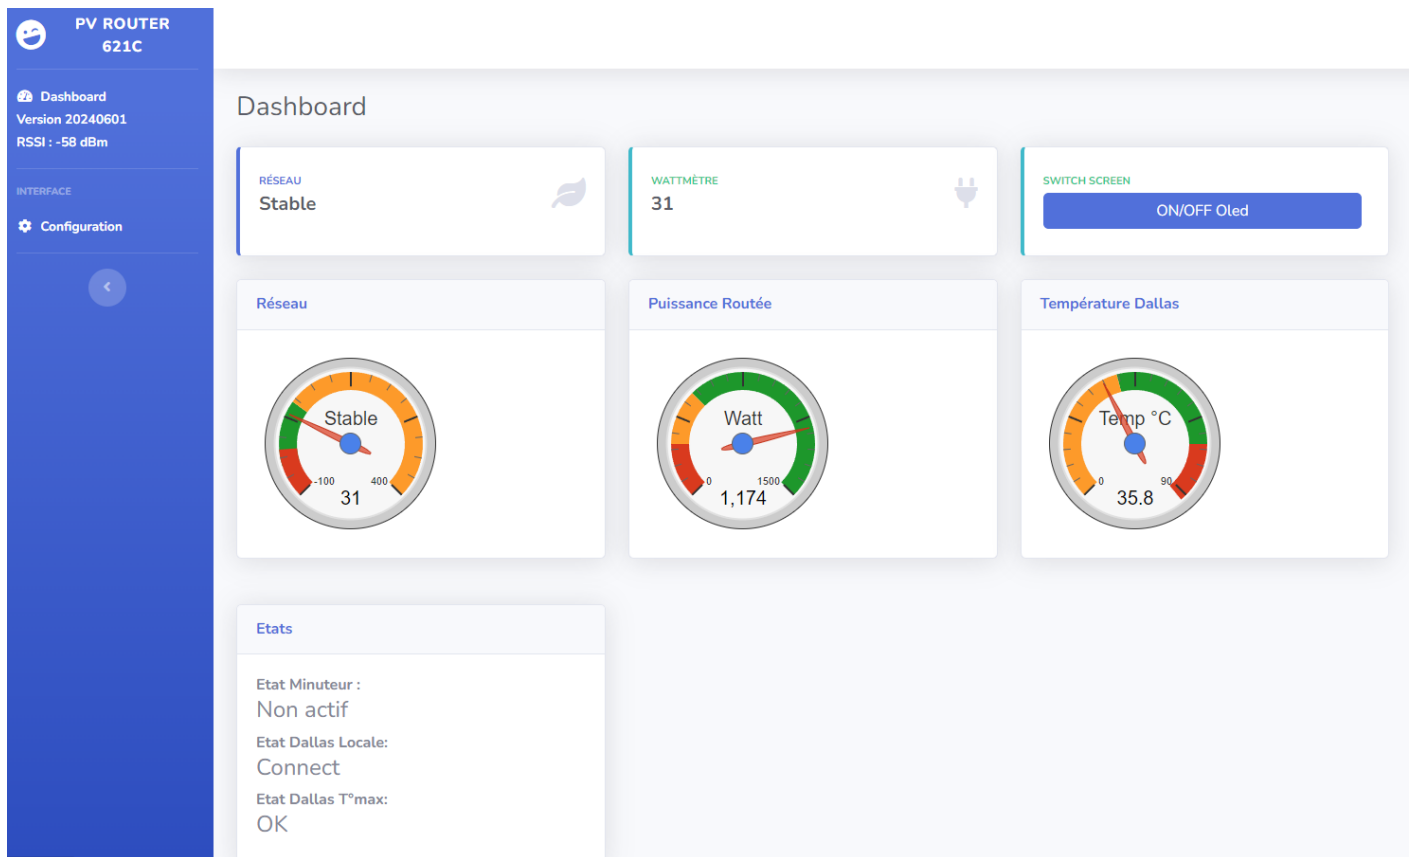 PV ROUTER
621C
Dashboard
Version 20240601
RSSI : -58 dBm
INTERFACE
Configuration
Dashboard
RÉSEAU
Stable
WATTMÈTRE
31
SWITCH SCREEN
ON/OFF Oled
Réseau
Stable
-100 400
31
Puissance Routée
Watt
0 1500
1,174
Température Dallas
Temp °C
0 90
35.8
Etats
Etat Minuteur :
Non actif
Etat Dallas Locale:
Connect
Etat Dallas T°max:
OK